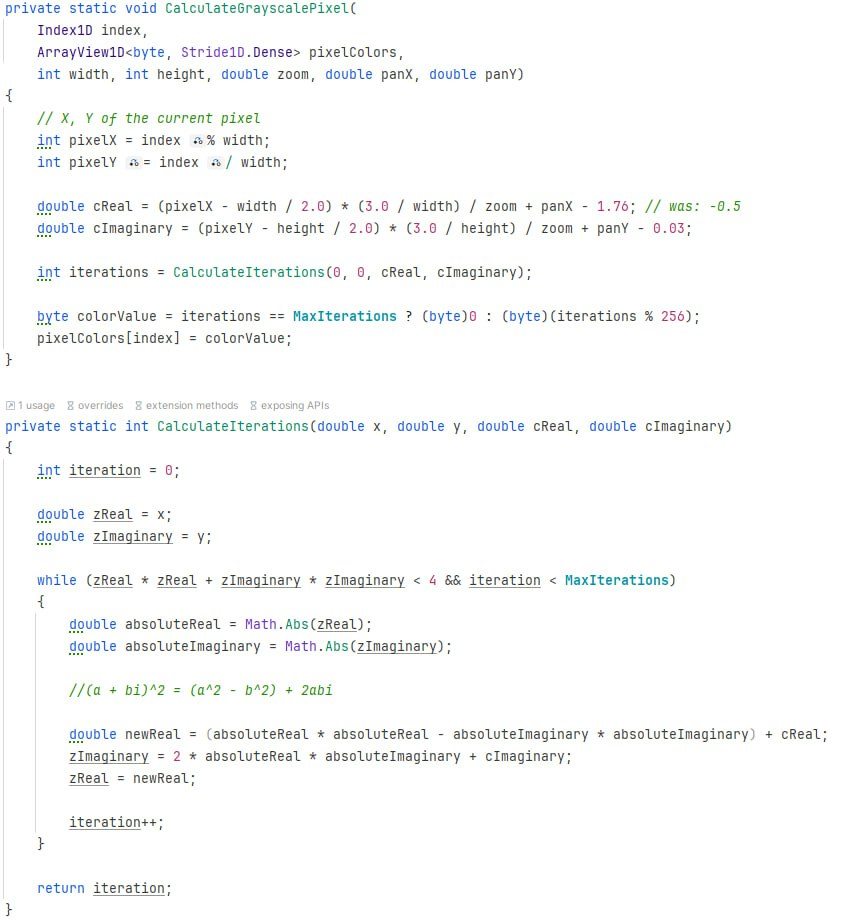 private static void CalculateGrayscalePixel(
    Index1D index,
    ArrayView1D<byte, Stride1D.Dense> pixelColors,
    int width, int height, double zoom, double panX, double panY)
{
    // X, Y of the current pixel
    int pixelX = index % width;
    int pixelY = index / width;

    double cReal = (pixelX - width / 2.0) * (3.0 / width) / zoom + panX - 1.76; // was: -0.5
    double cImaginary = (pixelY - height / 2.0) * (3.0 / height) / zoom + panY - 0.03;

    int iterations = CalculateIterations(0, 0, cReal, cImaginary);

    byte colorValue = iterations == MaxIterations ? (byte)0 : (byte)(iterations % 256);
    pixelColors[index] = colorValue;
}

1 usage overrides extension methods exposing APIs
private static int CalculateIterations(double x, double y, double cReal, double cImaginary)
{
    int iteration = 0;

    double zReal = x;
    double zImaginary = y;

    while (zReal * zReal + zImaginary * zImaginary < 4 && iteration < MaxIterations)
    {
        double absoluteReal = Math.Abs(zReal);
        double absoluteImaginary = Math.Abs(zImaginary);

        //(a + bi)^2 = (a^2 - b^2) + 2abi

        double newReal = (absoluteReal * absoluteReal - absoluteImaginary * absoluteImaginary) + cReal;
        zImaginary = 2 * absoluteReal * absoluteImaginary + cImaginary;
        zReal = newReal;

        iteration++;
    }

    return iteration;
}